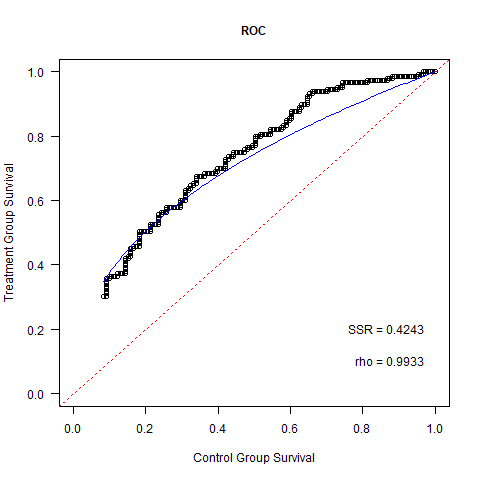 ROC
Treatment Group Survival
1.0
0.8
0.6
0.4
0.2
0.0
SSR = 0.4243
rho = 0.9933
0.0 0.2 0.4 0.6 0.8 1.0
Control Group Survival